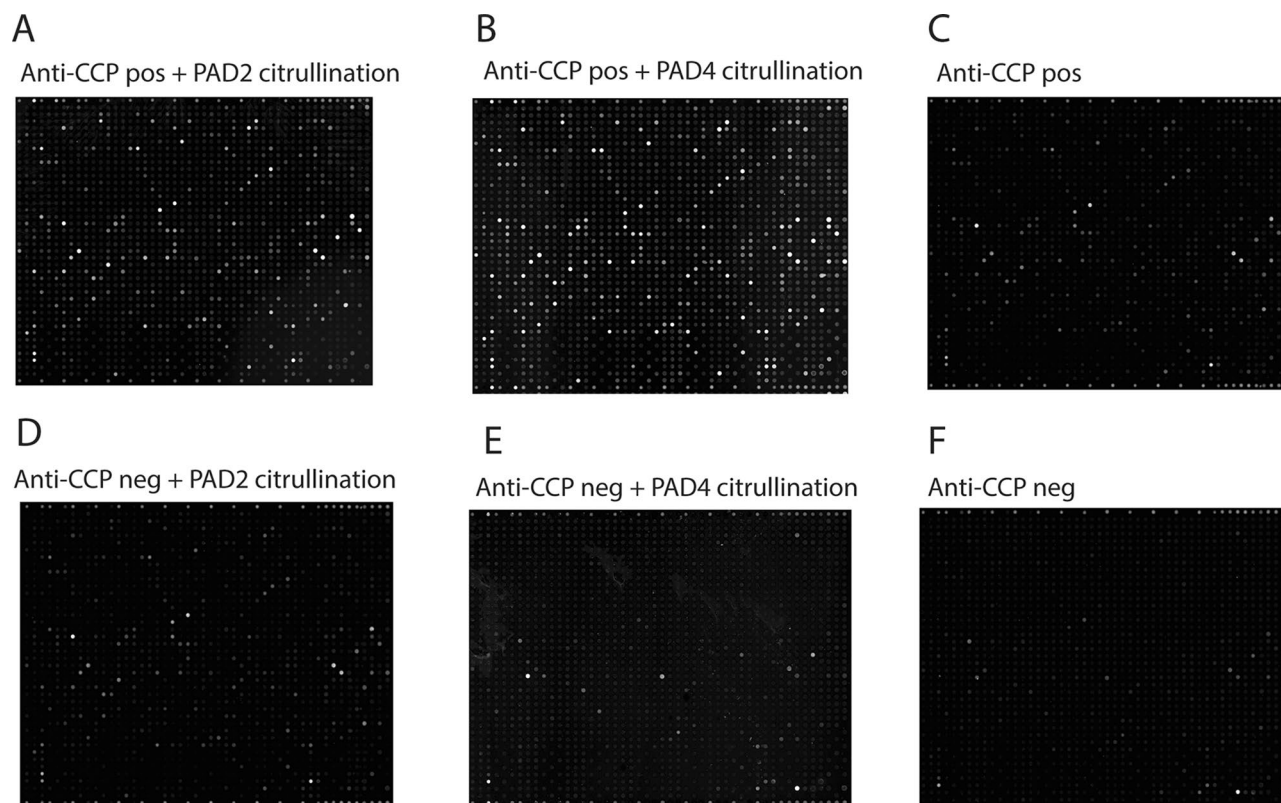 A
Anti-CCP pos + PAD2 citrullination
B
Anti-CCP pos + PAD4 citrullination
C
Anti-CCP pos
D
Anti-CCP neg + PAD2 citrullination
E
Anti-CCP neg + PAD4 citrullination
F
Anti-CCP neg